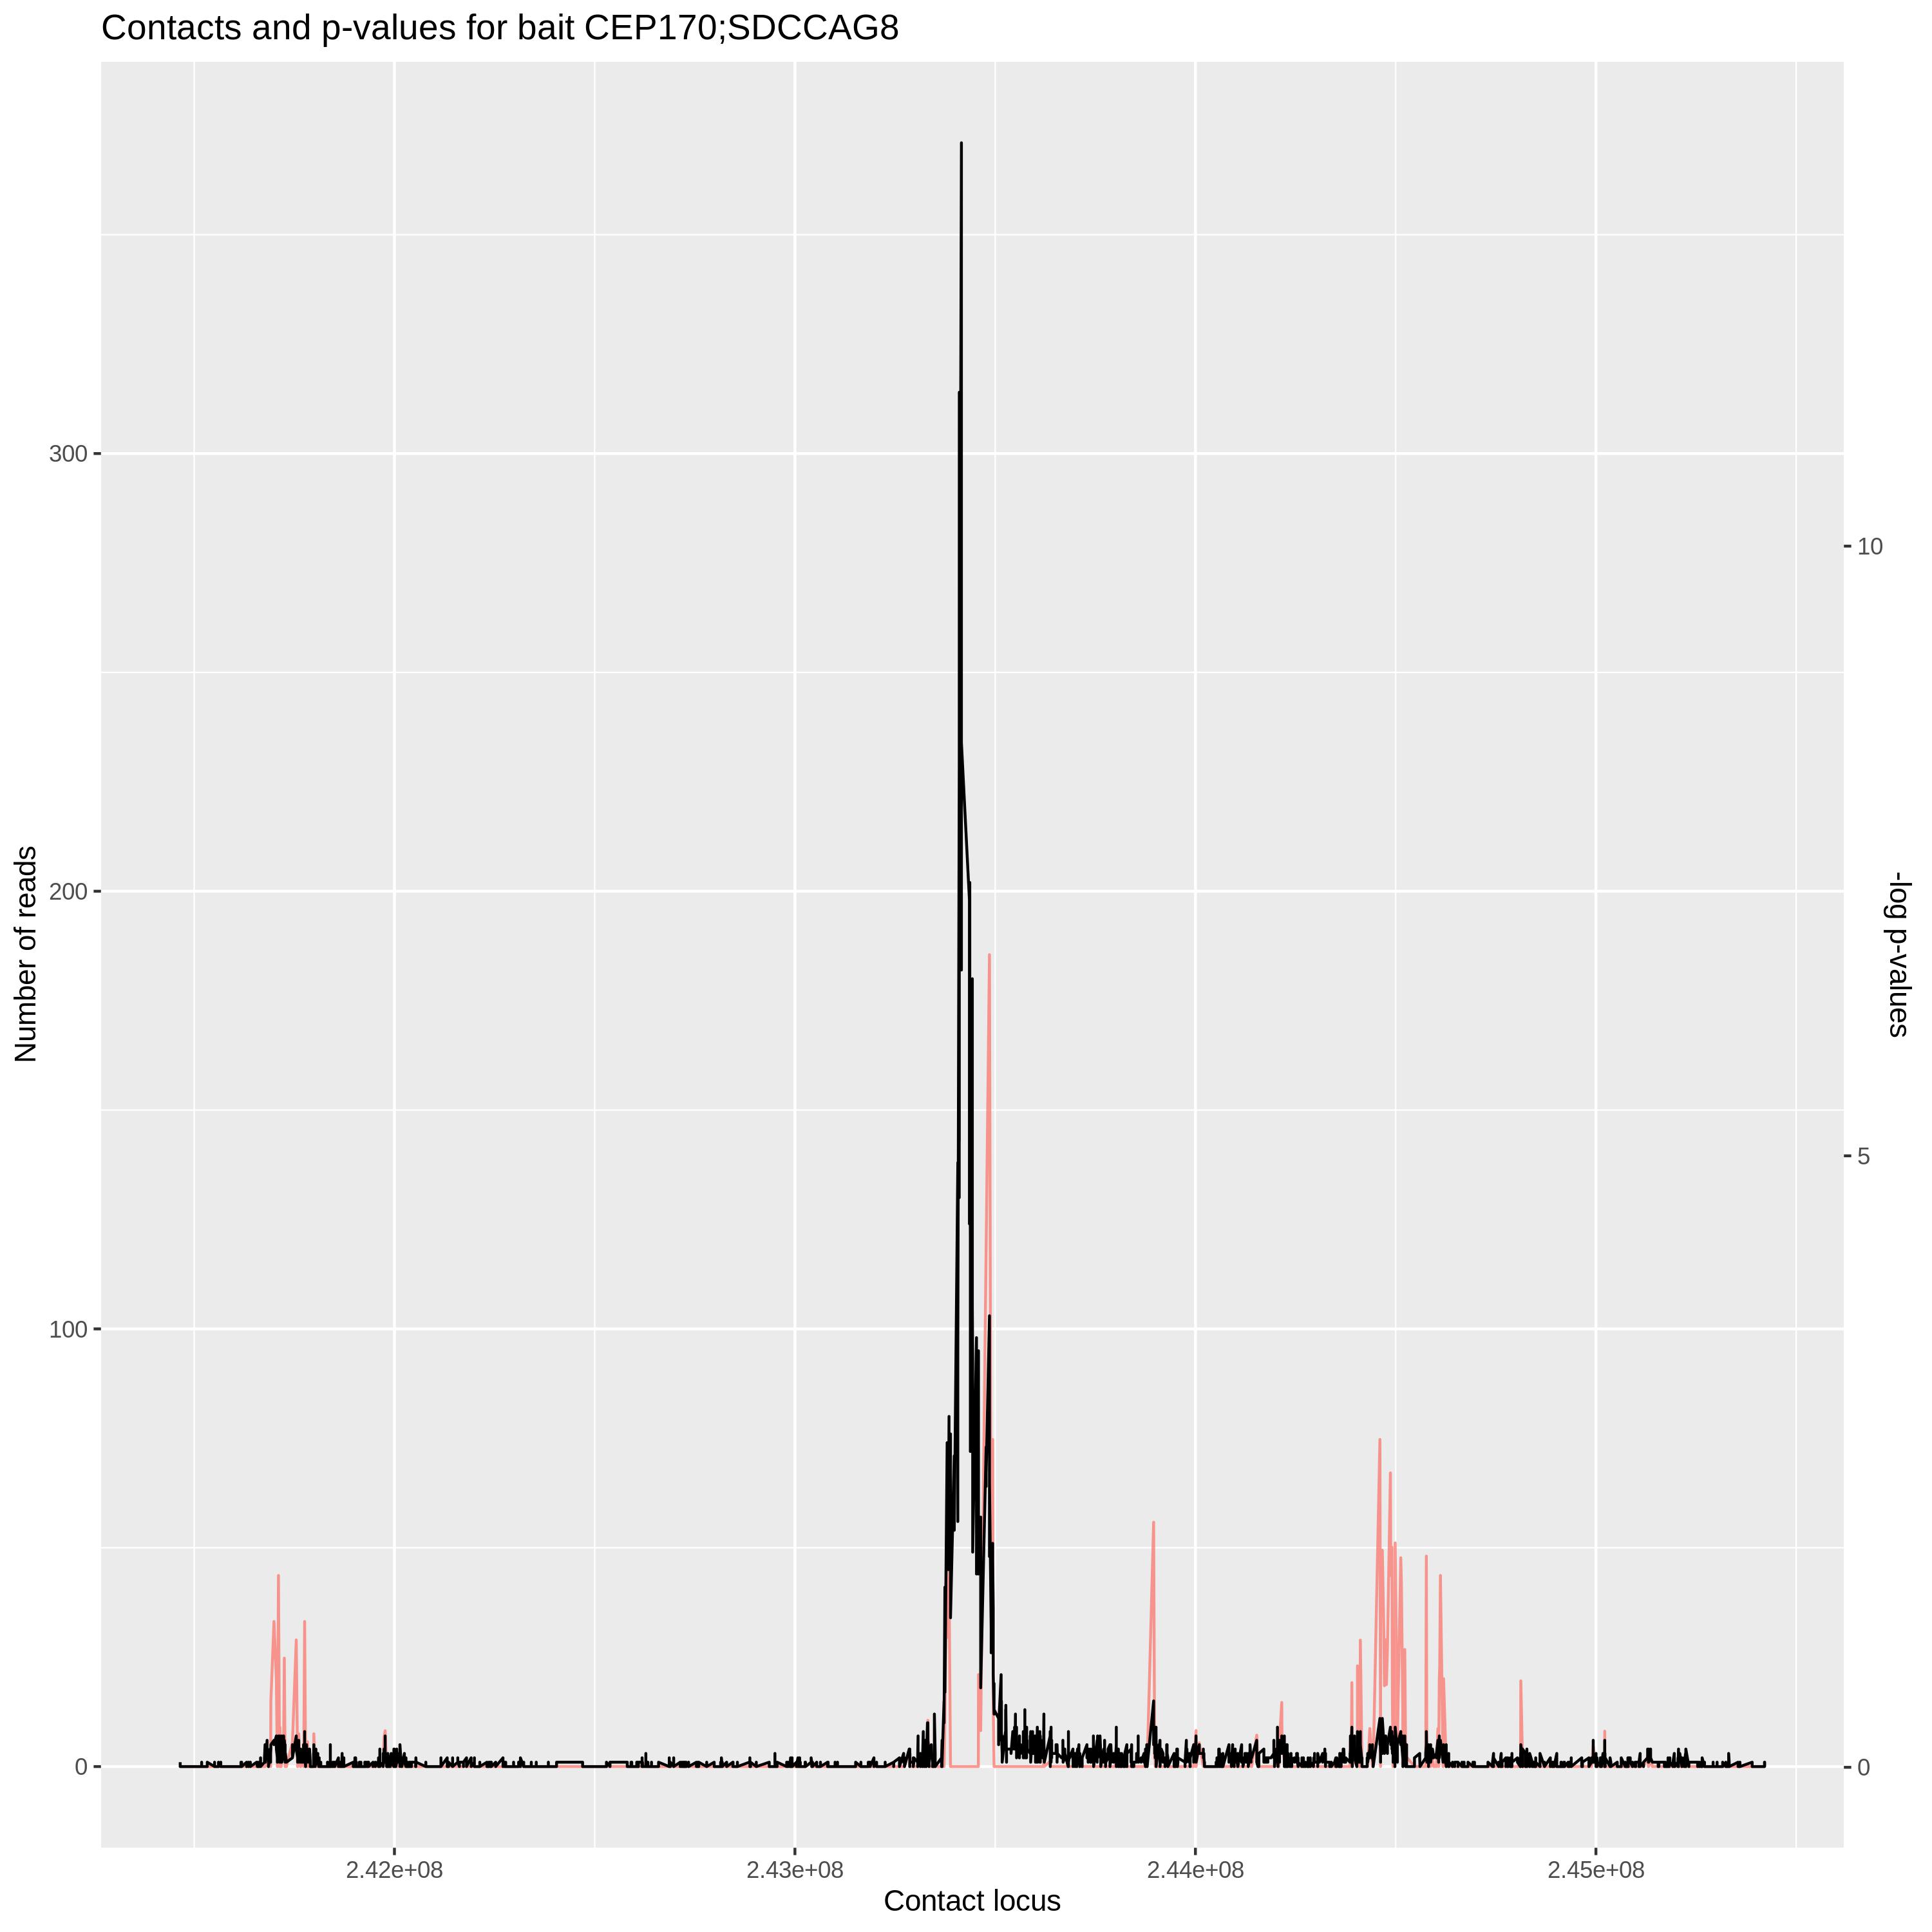 Contacts and p-values for bait CEP170;SDCCAG8
300
200
100
0
Number of reads
10
5
0
-log p-values
2.42e+08
2.43e+08
2.44e+08
2.45e+08
Contact locus